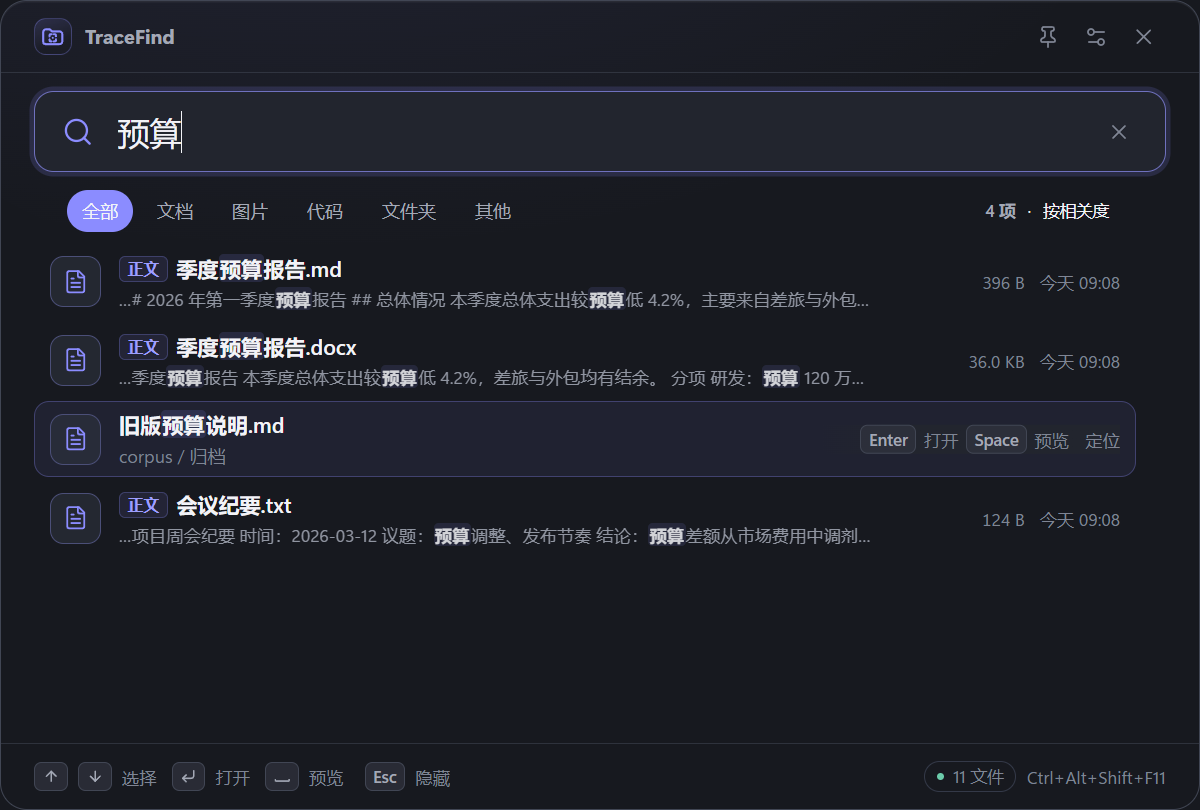 TraceFind
预算
全部 文档 图片 代码 文件夹 其他 4 项 · 按相关度
正文 季度预算报告.md
...# 2026 年第一季度预算报告 ## 总体情况 本季度总体支出较预算低 4.2%，主要来自差旅与外包...
396 B 今天 09:08
正文 季度预算报告.docx
...季度预算报告 本季度总体支出较预算低 4.2%，差旅与外包均有结余。 分项 研发：预算 120 万...
36.0 KB 今天 09:08
旧版预算说明.md
corpus / 归档
Enter 打开 Space 预览 定位
正文 会议纪要.txt
...项目周会纪要 时间：2026-03-12 议题：预算调整、发布节奏 结论：预算差额从市场费用中调剂...
124 B 今天 09:08
↑ ↓ 选择 ↵ 打开 预览 Esc 隐藏 11 文件 Ctrl+Alt+Shift+F11